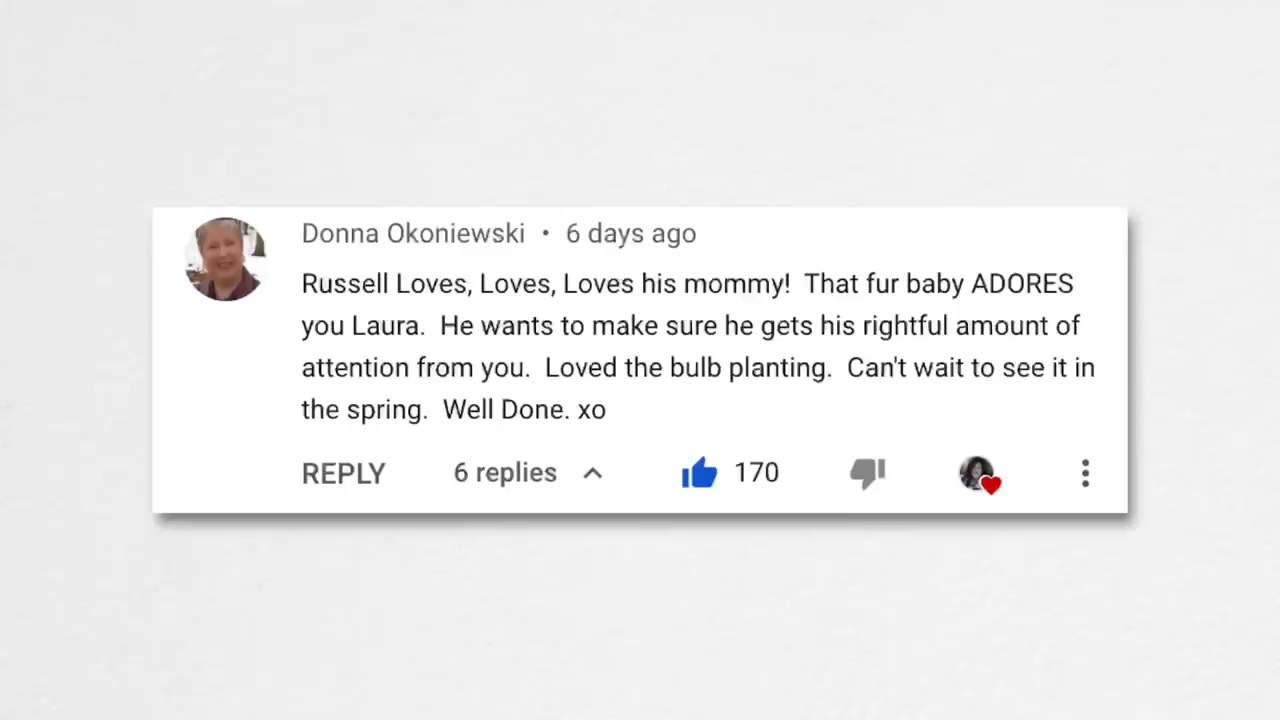 Donna Okoniewski • 6 days ago
Russell Loves, Loves, Loves his mommy!  That fur baby ADORES
you Laura.  He wants to make sure he gets his rightful amount of
attention from you.  Loved the bulb planting.  Can't wait to see it in
the spring.  Well Done. xo
REPLY 6 replies 170